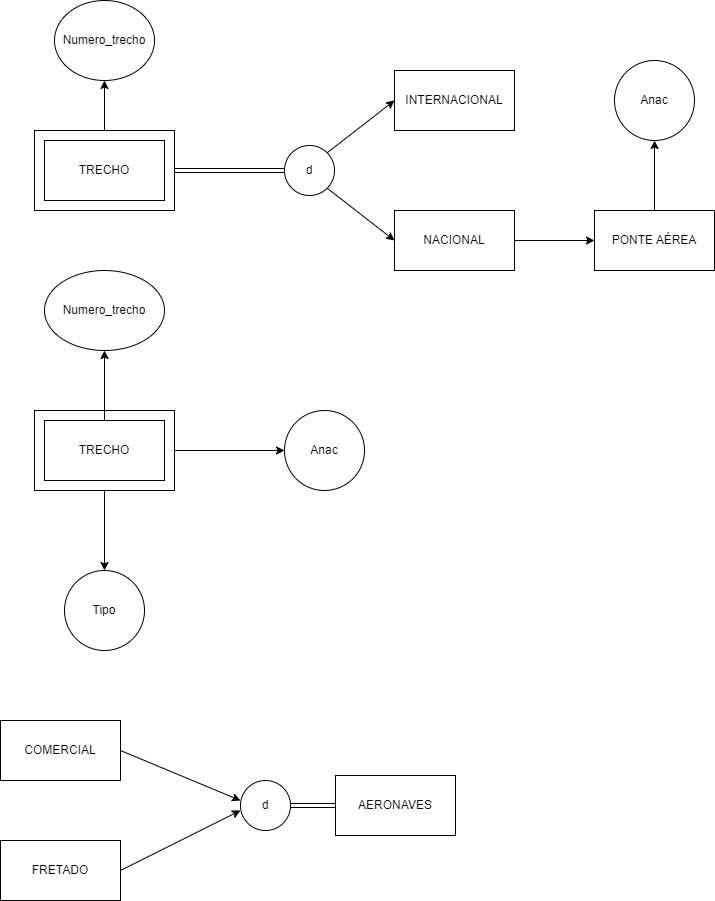 Numero_trecho
TRECHO
d
INTERNACIONAL
NACIONAL
Anac
PONTE AÉREA
Numero_trecho
TRECHO
Anac
Tipo
COMERCIAL
FRETADO
d
AERONAVES